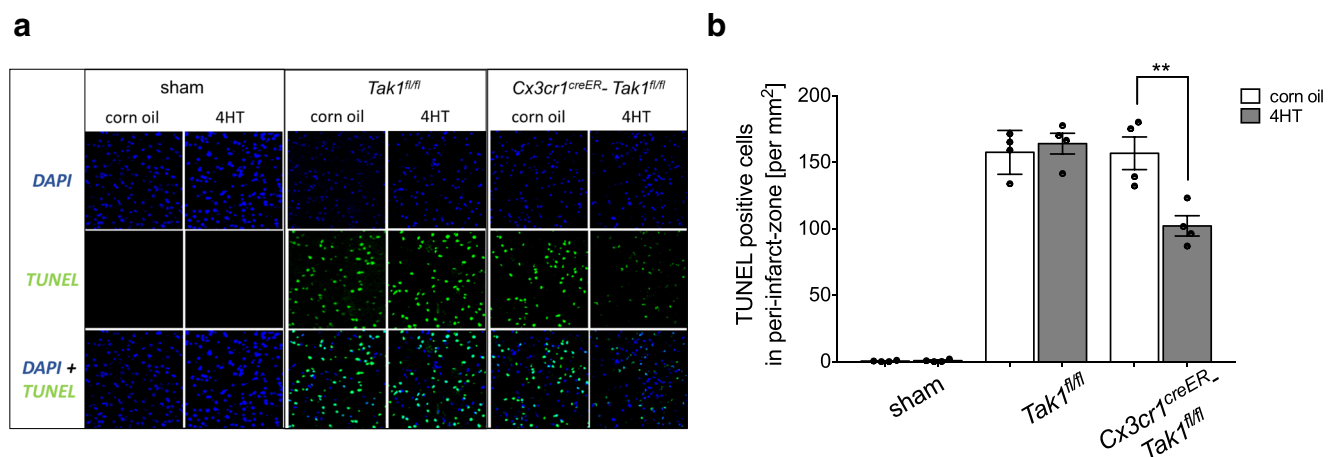 a
sham Tak1fl/fl Cx3cr1creER- Tak1fl/fl
corn oil 4HT corn oil 4HT corn oil 4HT
DAPI
TUNEL
DAPI +
TUNEL
b
TUNEL positive cells
in peri-infarct-zone [per mm2]
200
150
100
50
0
**
corn oil
4HT
sham
Tak1fl/fl
Cx3cr1creER-
Tak1fl/fl